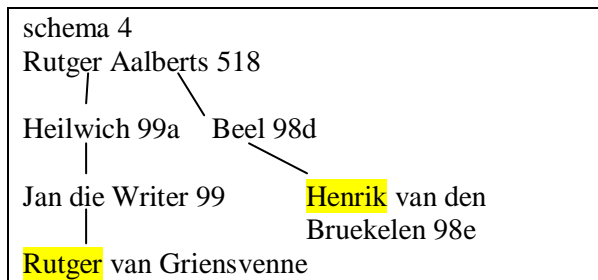 schema 4
Rutger Aalberts 518
Heilwich 99a Beel 98d
Jan die Writer 99 Henrik van den
Bruekelen 98e
Rutger van Griensvenne